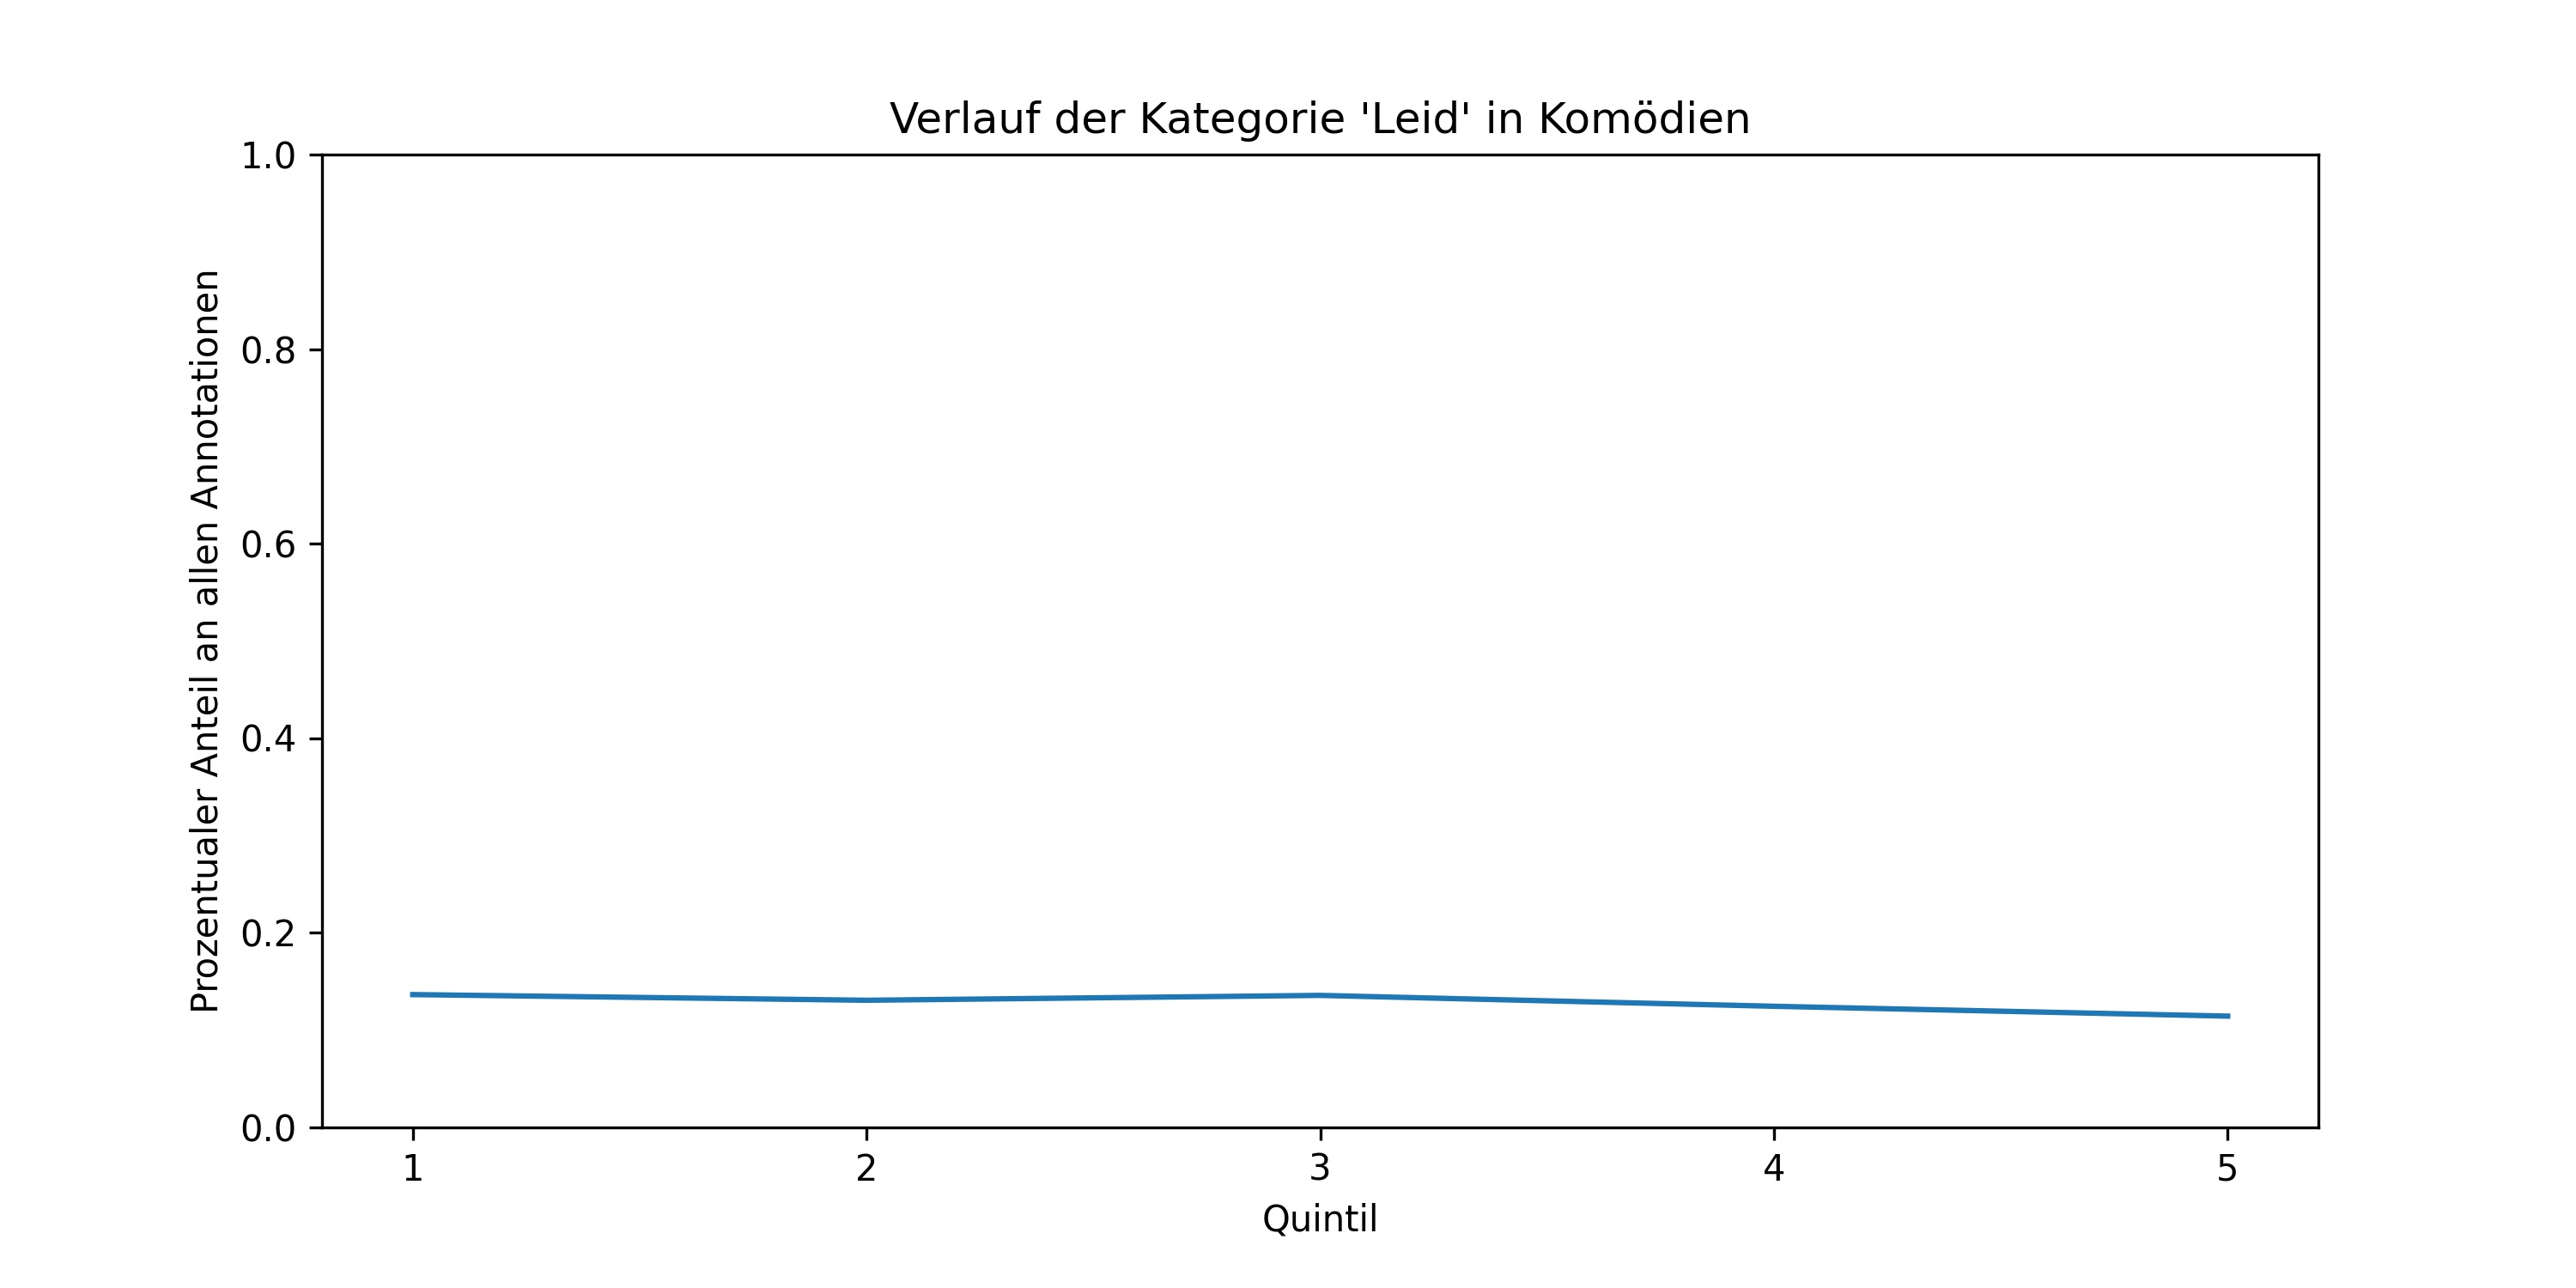 Verlauf der Kategorie 'Leid' in Komödien
Prozentualer Anteil an allen Annotationen
1.0
0.8
0.6
0.4
0.2
0.0
1 2 3 4 5
Quintil